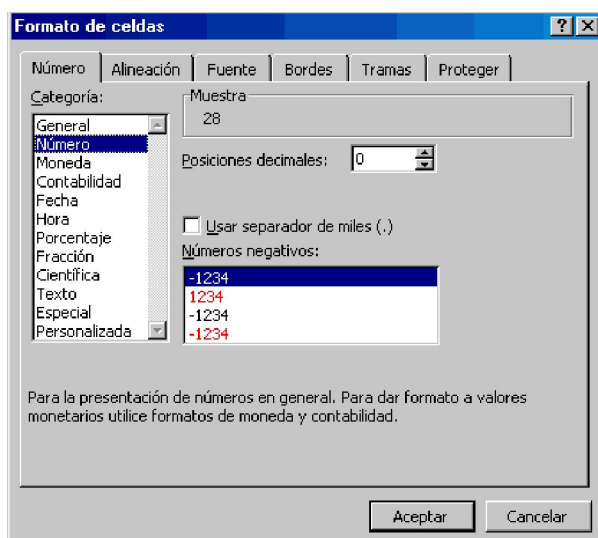 Formato de celdas
Número Alineación Fuente Bordes Tramas Proteger
Categoría:
General
Número
Moneda
Contabilidad
Fecha
Hora
Porcentaje
Fracción
Científica
Texto
Especial
Personalizada
Muestra
28
Posiciones decimales: 0
Usar separador de miles (.)
Números negativos:
-1234
1234
-1234
-1234
Para la presentación de números en general. Para dar formato a valores
monetarios utilice formatos de moneda y contabilidad.
Aceptar Cancelar